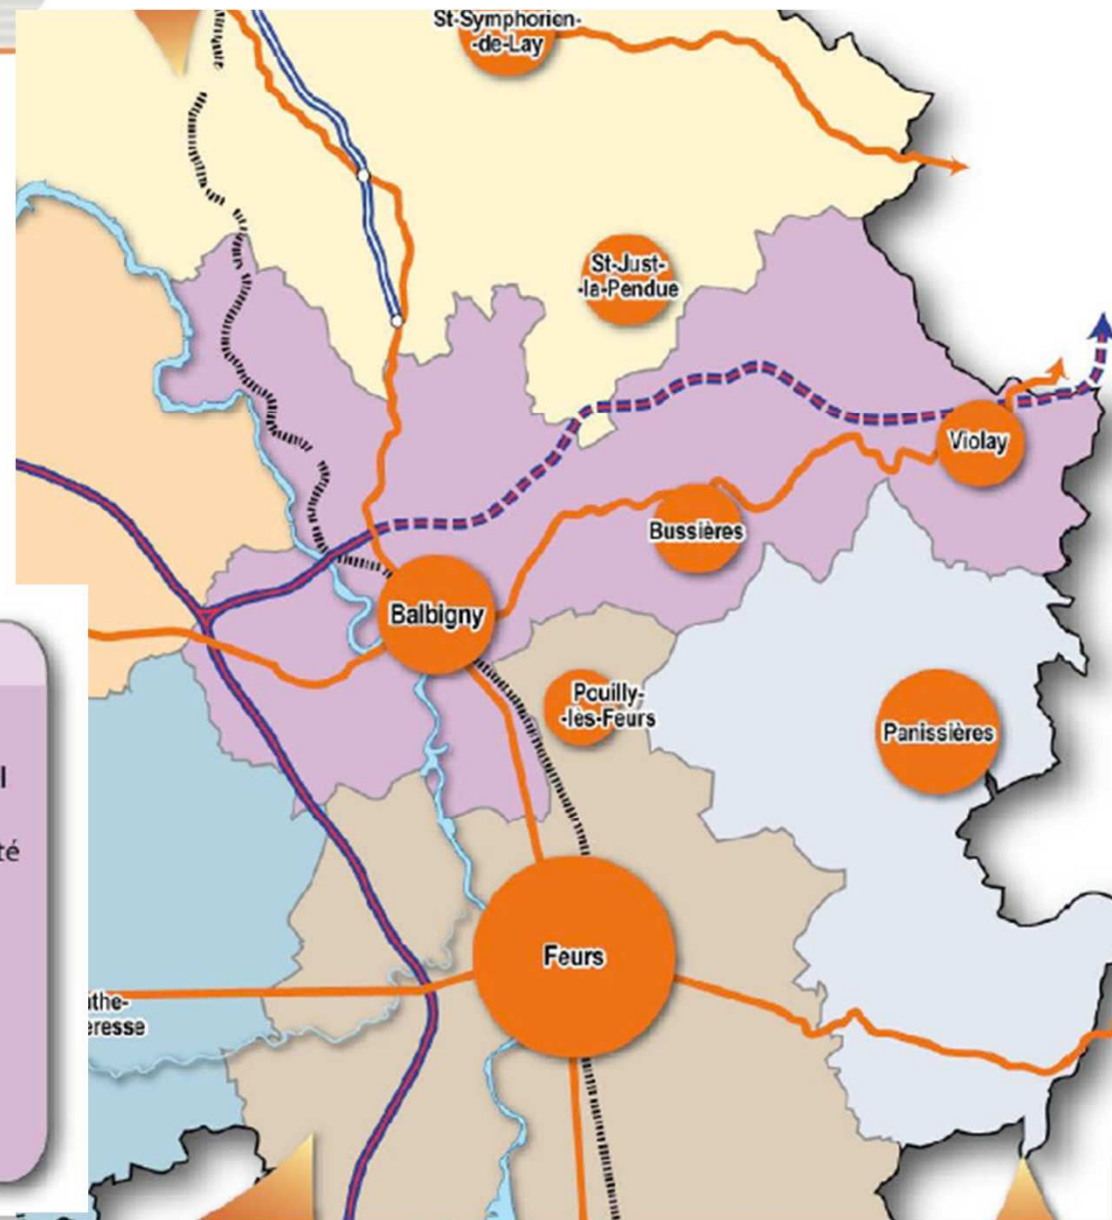 St-Symphorien-
-de-Lay
St-Just-
-la-Pendue
Violay
Bussières
Balbigny
Pouilly-
-lès-Feurs
Panissières
l
té
Feurs
the-
eresse